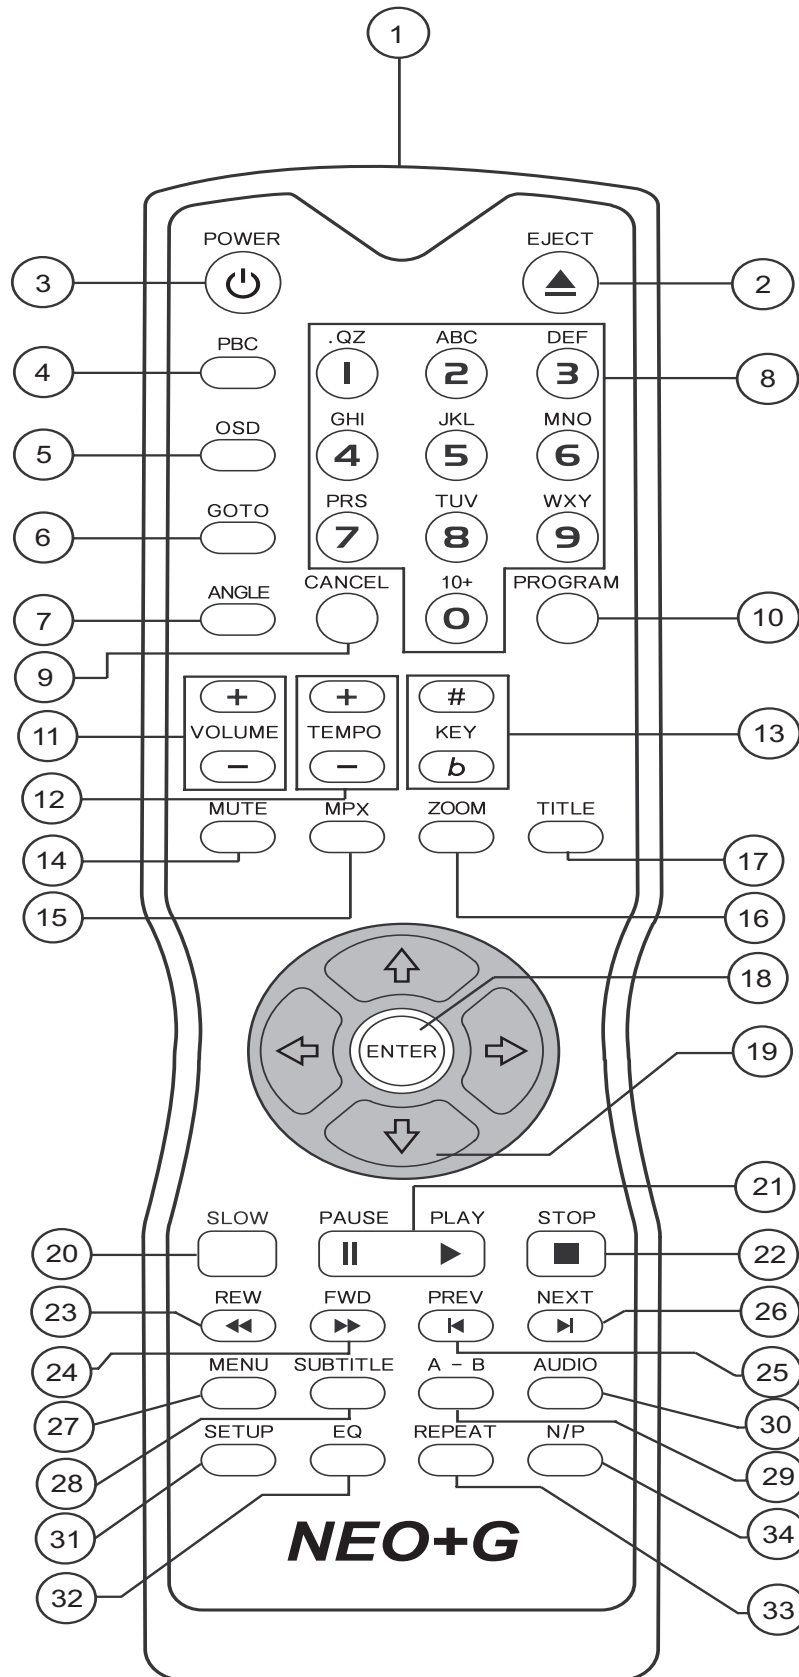 1
POWER EJECT
3 2
PBC .QZ ABC DEF
4 1 2 3 8
OSD GHI JKL MNO
5 4 5 6
GOTO PRS TUV WXY
6 7 8 9
ANGLE CANCEL 10+ PROGRAM
7 0 10
9
+ + #
11 VOLUME TEMPO KEY 13
− − b
12
MUTE MPX ZOOM TITLE
14 17
15 16
18
ENTER
19
21
SLOW PAUSE PLAY STOP
20 22
REW FWD PREV NEXT
23 26
24 25
MENU SUBTITLE A - B AUDIO
27 30
SETUP EQ REPEAT N/P
28 29
31 34
NEO+G
32 33